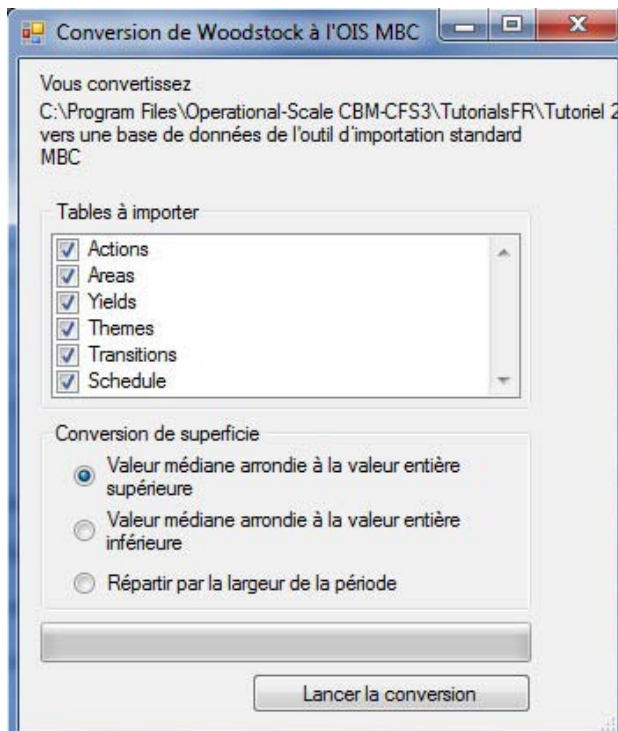 Conversion de Woodstock à l'OIS MBC
Vous convertissez
C:\Program Files\Operational-Scale CBM-CFS3\TutorialsFR\Tutoriel 2
vers une base de données de l'outil d'importation standard
MBC
Tables à importer
Actions
Areas
Yields
Themes
Transitions
Schedule
Conversion de superficie
Valeur médiane arrondie à la valeur entière
supérieure
Valeur médiane arrondie à la valeur entière
inférieure
Répartir par la largeur de la période
Lancer la conversion